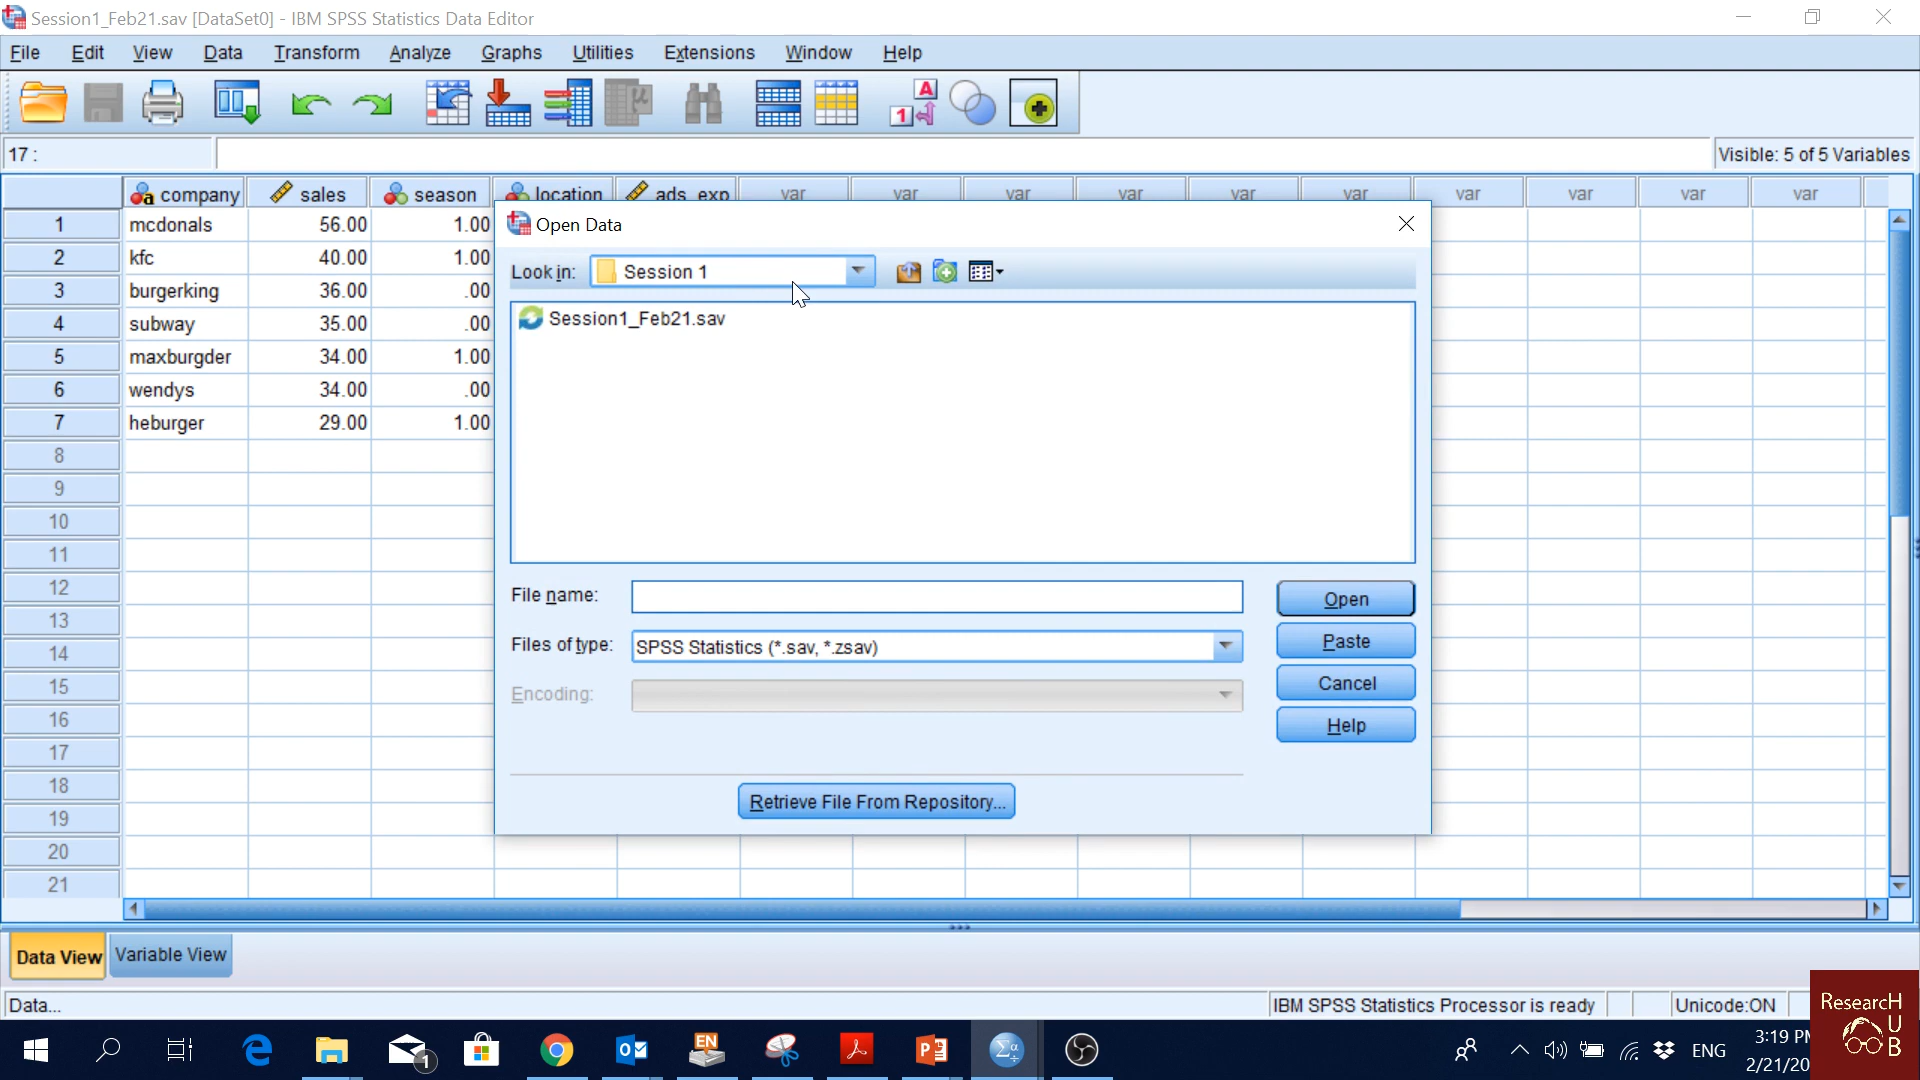 Session1_Feb21.sav [DataSet0] - IBM SPSS Statistics Data Editor
File Edit View Data Transform Analyze Graphs Utilities Extensions Window Help
A
1
µ
17 :
Visible: 5 of 5 Variables
company sales season location ads_exp var var var var var var var var var var
1 mcdonals 56.00 1.00
2 kfc 40.00 1.00
3 burgerking 36.00 .00
4 subway 35.00 .00
5 maxburgder 34.00 1.00
6 wendys 34.00 .00
7 heburger 29.00 1.00
8
9
10
11
12
13
14
15
16
17
18
19
20
21
Open Data
Look in: Session 1
Session1_Feb21.sav
File name:
Open
Files of type: SPSS Statistics (*.sav, *.zsav)
Paste
Encoding:
Cancel
Help
Retrieve File From Repository...
Data View Variable View
Data...
IBM SPSS Statistics Processor is ready
Unicode:ON
ResearcH
U
B
1
EN
ENG
3:19 PM
2/21/20